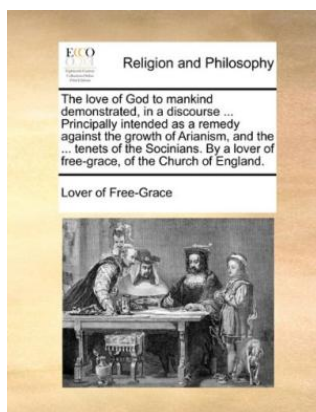 ECCO
Religion and Philosophy
The love of God to mankind
demonstrated, in a discourse ...
Principally intended as a remedy
against the growth of Arianism, and the
... tenets of the Socinians. By a lover of
free-grace, of the Church of England.
Lover of Free-Grace